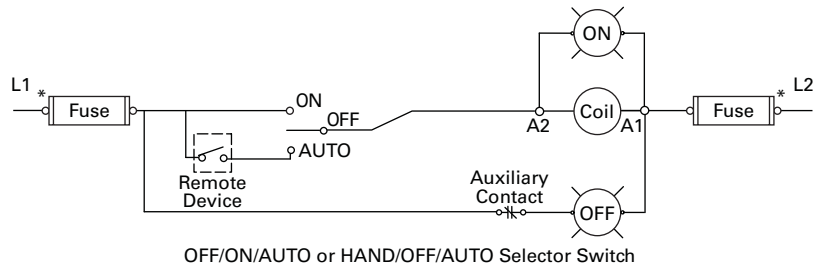 ON
L1 * Fuse ON OFF AUTO
Remote
Device
A2 Coil A1 * Fuse L2
Auxiliary
Contact
OFF
OFF/ON/AUTO or HAND/OFF/AUTO Selector Switch